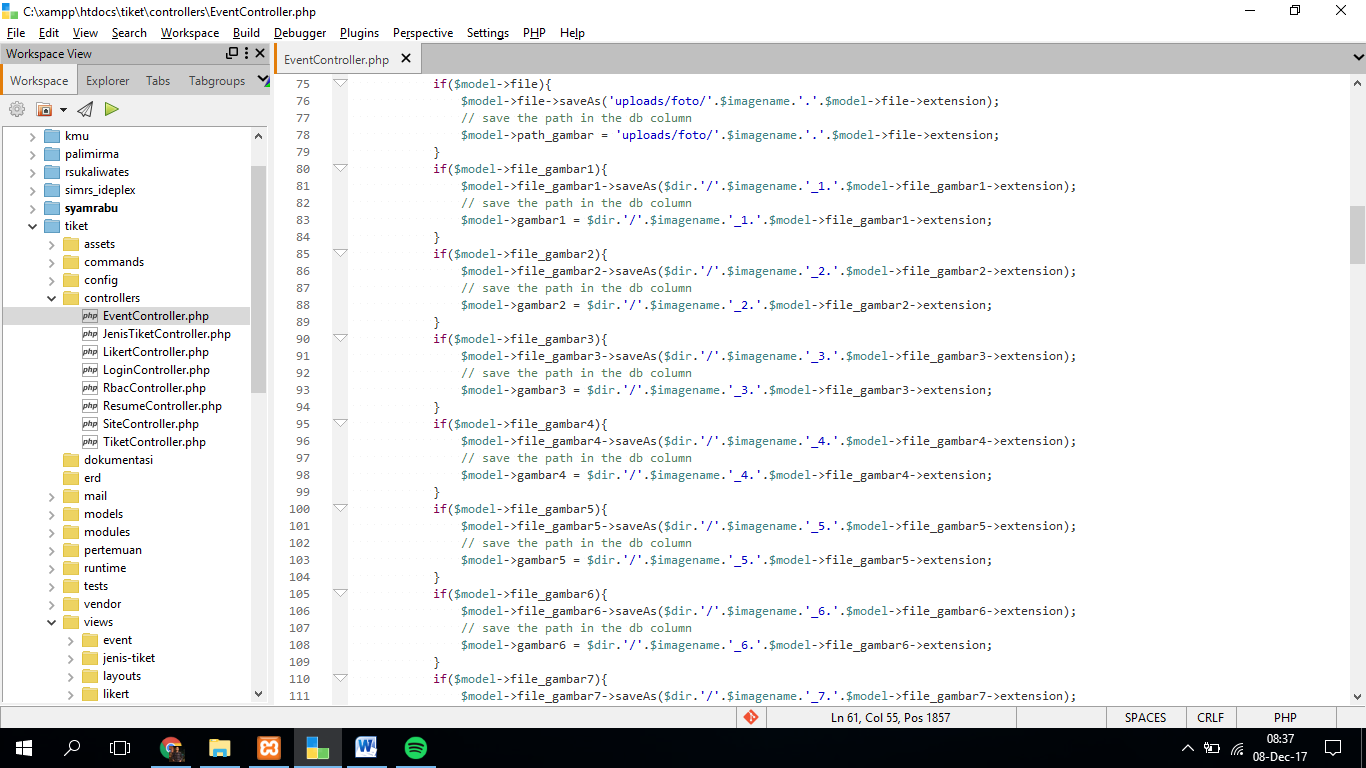 C:\xampp\htdocs\tiket\controllers\EventController.php
File Edit View Search Workspace Build Debugger Plugins Perspective Settings PHP Help
Workspace View
Workspace Explorer Tabs Tabgroups
kmu
palimirma
rsukaliwates
simrs_ideplex
syamrabu
tiket
assets
commands
config
controllers
EventController.php
JenisTiketController.php
LikertController.php
LoginController.php
RbacController.php
ResumeController.php
SiteController.php
TiketController.php
dokumentasi
erd
mail
models
modules
pertemuan
runtime
tests
vendor
views
event
jenis-tiket
layouts
likert
EventController.php
75 if($model->file){
76 $model->file->saveAs('uploads/foto/'.$imagename.'.'.$model->file->extension);
77 // save the path in the db column
78 $model->path_gambar = 'uploads/foto/'.$imagename.'.'.$model->file->extension;
79 }
80 if($model->file_gambar1){
81 $model->file_gambar1->saveAs($dir.'/'.$imagename.'_1.'.$model->file_gambar1->extension);
82 // save the path in the db column
83 $model->gambar1 = $dir.'/'.$imagename.'_1.'.$model->file_gambar1->extension;
84 }
85 if($model->file_gambar2){
86 $model->file_gambar2->saveAs($dir.'/'.$imagename.'_2.'.$model->file_gambar2->extension);
87 // save the path in the db column
88 $model->gambar2 = $dir.'/'.$imagename.'_2.'.$model->file_gambar2->extension;
89 }
90 if($model->file_gambar3){
91 $model->file_gambar3->saveAs($dir.'/'.$imagename.'_3.'.$model->file_gambar3->extension);
92 // save the path in the db column
93 $model->gambar3 = $dir.'/'.$imagename.'_3.'.$model->file_gambar3->extension;
94 }
95 if($model->file_gambar4){
96 $model->file_gambar4->saveAs($dir.'/'.$imagename.'_4.'.$model->file_gambar4->extension);
97 // save the path in the db column
98 $model->gambar4 = $dir.'/'.$imagename.'_4.'.$model->file_gambar4->extension;
99 }
100 if($model->file_gambar5){
101 $model->file_gambar5->saveAs($dir.'/'.$imagename.'_5.'.$model->file_gambar5->extension);
102 // save the path in the db column
103 $model->gambar5 = $dir.'/'.$imagename.'_5.'.$model->file_gambar5->extension;
104 }
105 if($model->file_gambar6){
106 $model->file_gambar6->saveAs($dir.'/'.$imagename.'_6.'.$model->file_gambar6->extension);
107 // save the path in the db column
108 $model->gambar6 = $dir.'/'.$imagename.'_6.'.$model->file_gambar6->extension;
109 }
110 if($model->file_gambar7){
111 $model->file_gambar7->saveAs($dir.'/'.$imagename.'_7.'.$model->file_gambar7->extension);
Ln 61, Col 55, Pos 1857 SPACES CRLF PHP
08:37
08-Dec-17